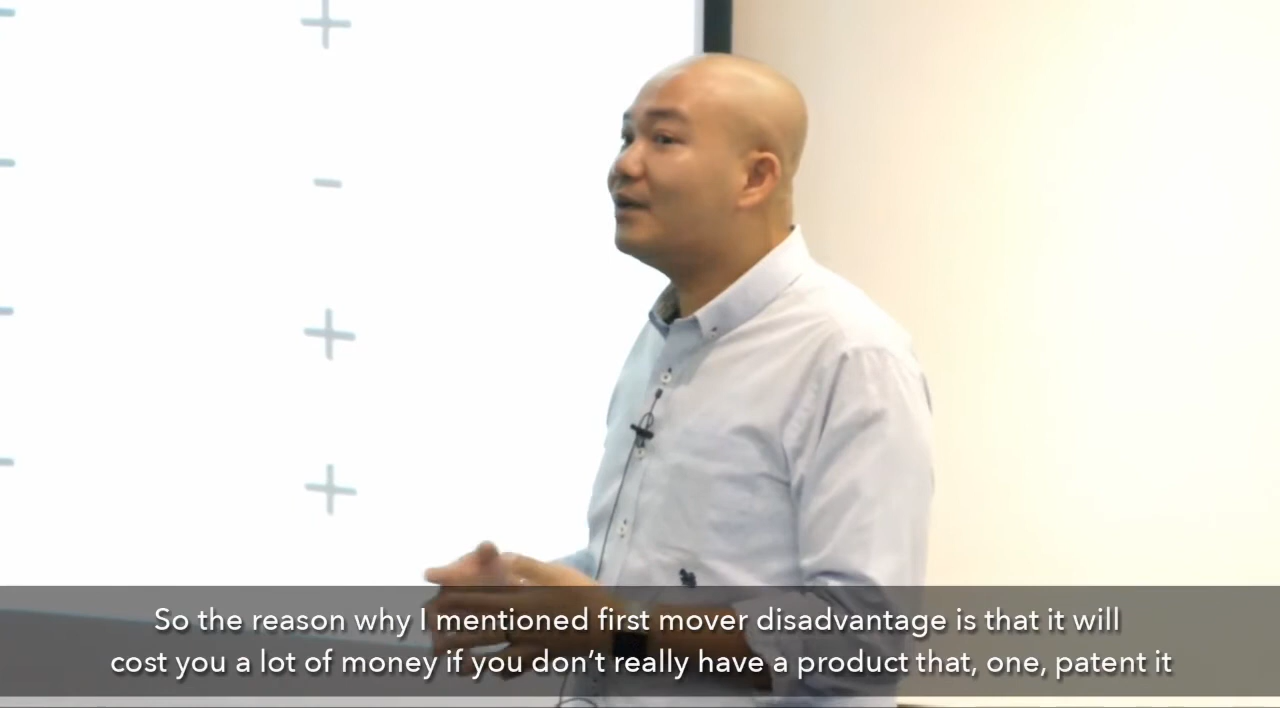 So the reason why I mentioned first mover disadvantage is that it will
cost you a lot of money if you don't really have a product that, one, patent it